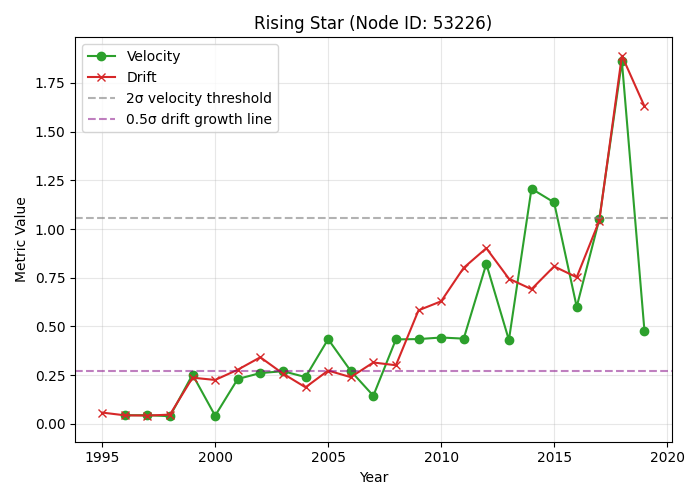 Rising Star (Node ID: 53226)
Velocity
Drift
2σ velocity threshold
0.5σ drift growth line
Metric Value
1.75
1.50
1.25
1.00
0.75
0.50
0.25
0.00
1995 2000 2005 2010 2015 2020
Year